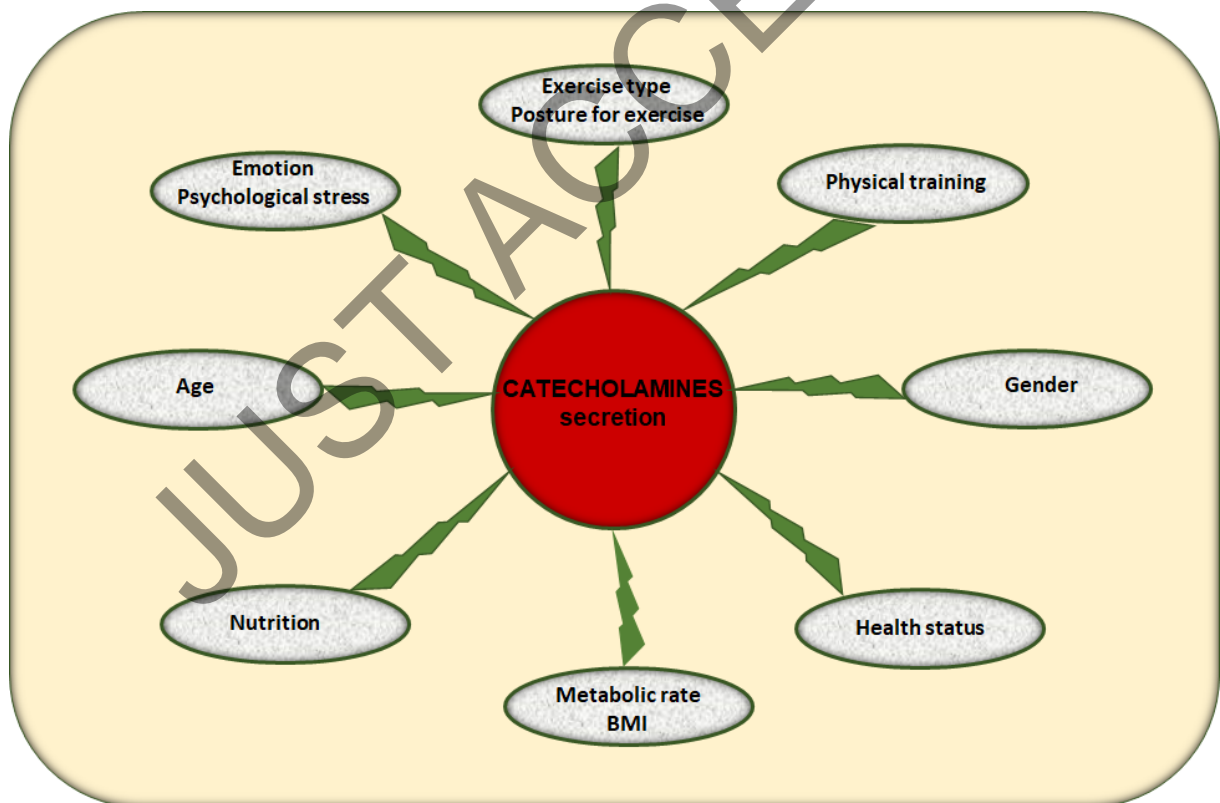 Exercise type
Posture for exercise
Emotion
Psychological stress
Physical training
Age
CATECHOLAMINES
secretion
Gender
Nutrition
Health status
Metabolic rate
BMI
JUST ACCE